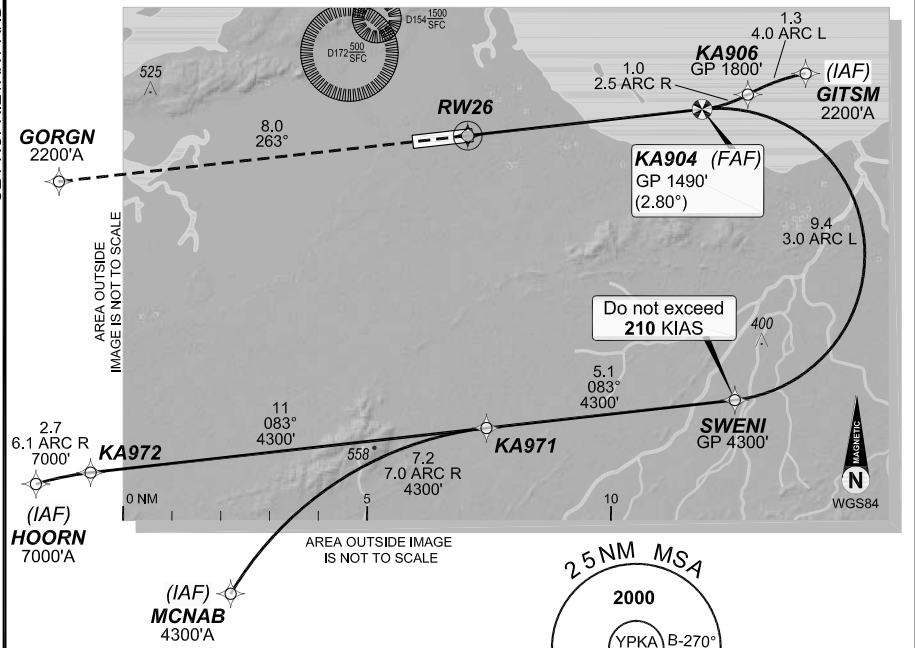 D154 1500
SFC
D172 500
SFC
525
1.3
4.0 ARC L
KA906
GP 1800'
1.0
2.5 ARC R
(IAF)
GITSM
2200'A
RW26
8.0
263°
GORGN
2200'A
KA904 (FAF)
GP 1490'
(2.80°)
9.4
3.0 ARC L
AREA OUTSIDE
IMAGE IS NOT TO SCALE
Do not exceed
210 KIAS
400
5.1
083°
4300'
SWENI
GP 4300'
11
083°
4300'
2.7
6.1 ARC R
7000'
KA972
KA971
558
7.2
7.0 ARC R
4300'
MAGNETIC
N
WGS84
0 NM
5
10
(IAF)
HOORN
7000'A
AREA OUTSIDE IMAGE
IS NOT TO SCALE
(IAF)
MCNAB
4300'A
25NM MSA
2000
YPKA
B-270°